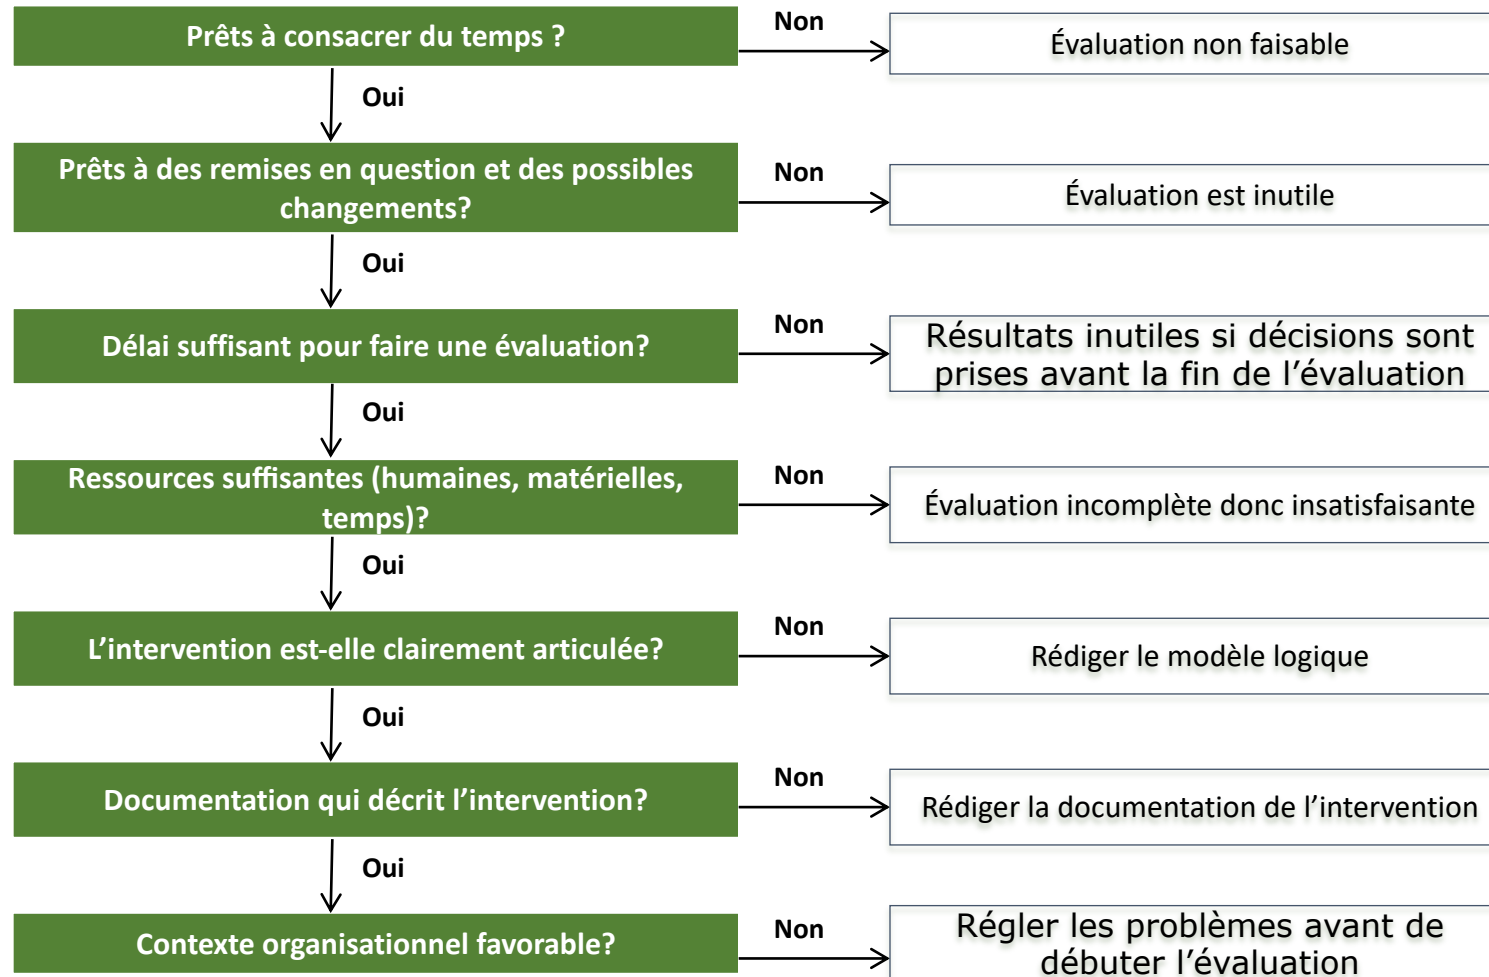 Prêts à consacrer du temps ?
Non
Évaluation non faisable
Oui
Prêts à des remises en question et des possibles
changements?
Non
Évaluation est inutile
Oui
Délai suffisant pour faire une évaluation?
Non
Résultats inutiles si décisions sont
prises avant la fin de l’évaluation
Oui
Ressources suffisantes (humaines, matérielles,
temps)?
Non
Évaluation incomplète donc insatisfaisante
Oui
L’intervention est-elle clairement articulée?
Non
Rédiger le modèle logique
Oui
Documentation qui décrit l’intervention?
Non
Rédiger la documentation de l’intervention
Oui
Contexte organisationnel favorable?
Non
Régler les problèmes avant de
débuter l’évaluation